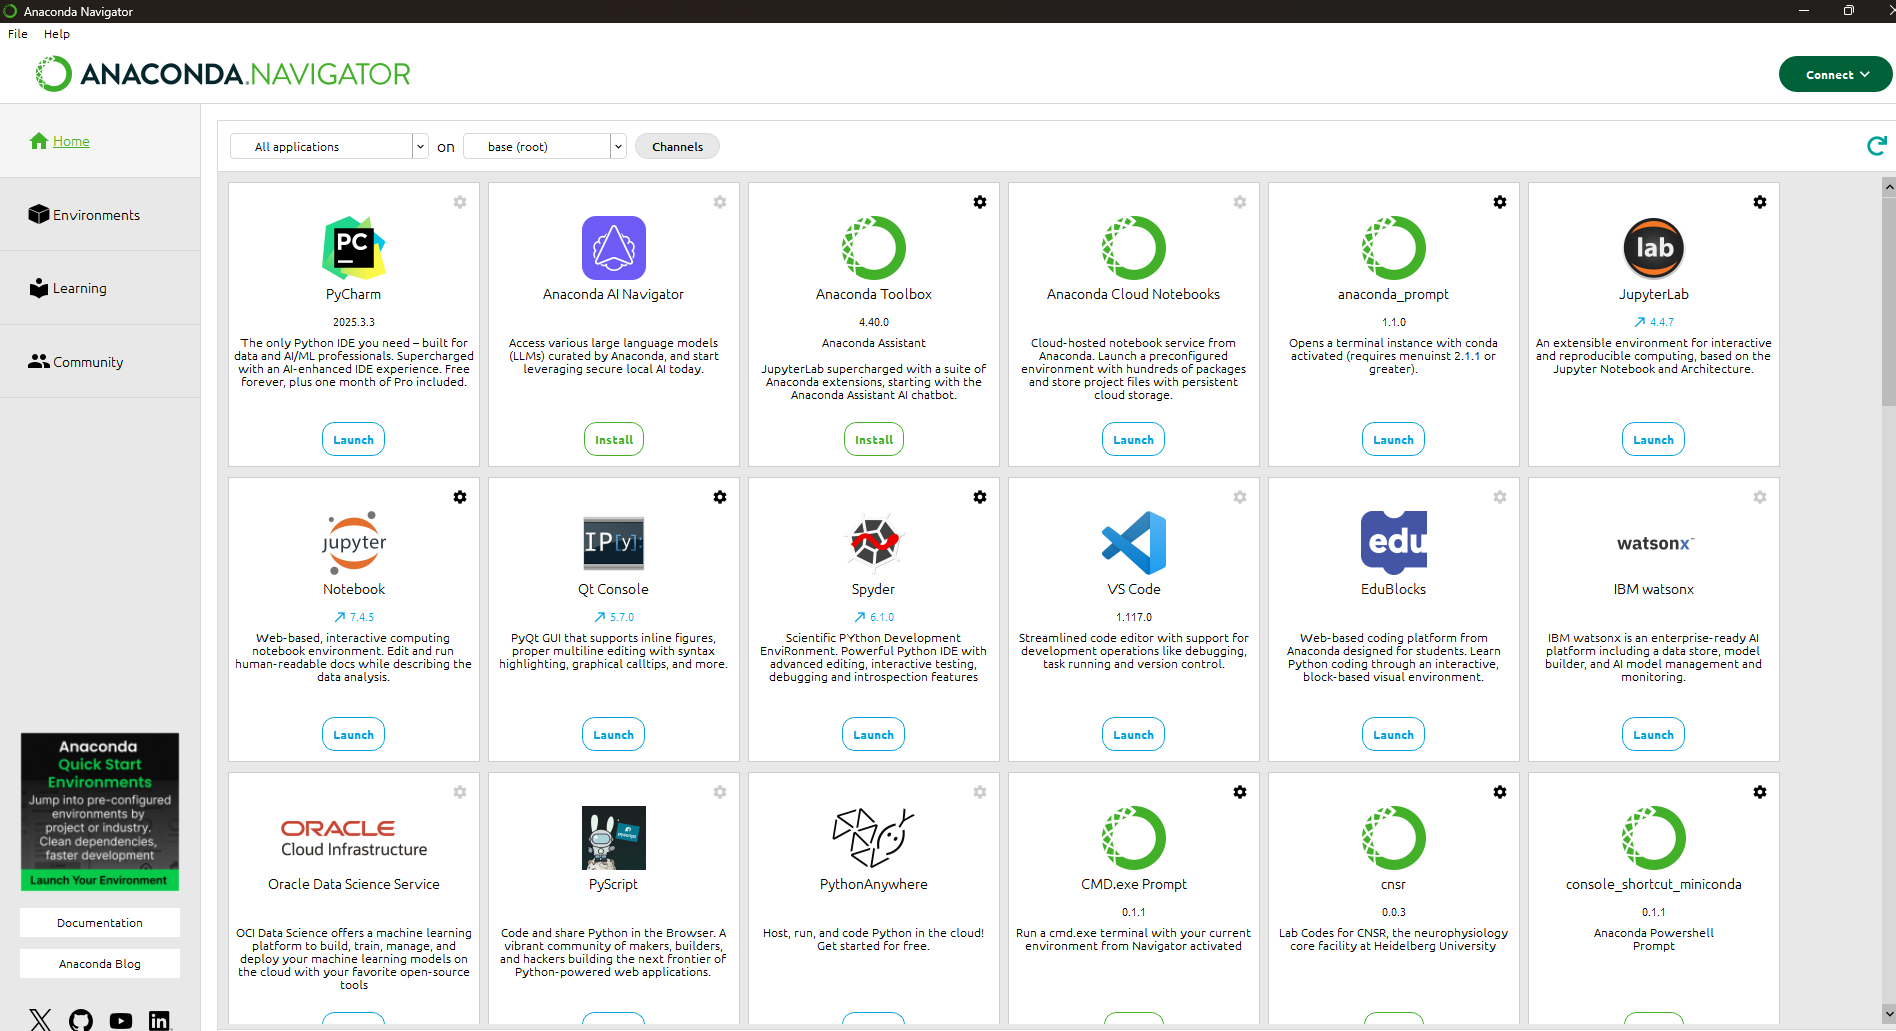 Anaconda Navigator
File Help
ANACONDA.NAVIGATOR
Connect
Home
Environments
Learning
Community
All applications on base (root) Channels
PC
PyCharm
2025.3.3
The only Python IDE you need – built for
data and AI/ML professionals. Supercharged
with an AI-enhanced IDE experience. Free
forever, plus one month of Pro included.
Launch
Anaconda AI Navigator
Access various large language models
(LLMs) curated by Anaconda, and start
leveraging secure local AI today.
Install
Anaconda Toolbox
4.40.0
Anaconda Assistant
JupyterLab supercharged with a suite of
Anaconda extensions, starting with the
Anaconda Assistant AI chatbot.
Install
Anaconda Cloud Notebooks
Cloud-hosted notebook service from
Anaconda. Launch a preconfigured
environment with hundreds of packages
and store project files with persistent
cloud storage.
Launch
anaconda_prompt
1.1.0
Opens a terminal instance with conda
activated (requires menuinst 2.1.1 or
greater).
Launch
lab
JupyterLab
4.4.7
An extensible environment for interactive
and reproducible computing, based on the
Jupyter Notebook and Architecture.
Launch
jupyter
Notebook
7.4.5
Web-based, interactive computing
notebook environment. Edit and run
human-readable docs while describing the
data analysis.
Launch
IP[y]:
Qt Console
5.7.0
PyQt GUI that supports inline figures,
proper multiline editing with syntax
highlighting, graphical calltips, and more.
Launch
Spyder
6.1.0
Scientific PYthon Development
EnviRonment. Powerful Python IDE with
advanced editing, interactive testing,
debugging and introspection features
Launch
VS Code
1.117.0
Streamlined code editor with support for
development operations like debugging,
task running and version control.
Launch
edu
EduBlocks
Web-based coding platform from
Anaconda designed for students. Learn
Python coding through an interactive,
block-based visual environment.
Launch
watsonx™
IBM watsonx
IBM watsonx is an enterprise-ready AI
platform including a data store, model
builder, and AI model management and
monitoring.
Launch
ORACLE
Cloud Infrastructure
Oracle Data Science Service
OCI Data Science offers a machine learning
platform to build, train, manage, and
deploy your machine learning models on
the cloud with your favorite open-source
tools
PyScript
Code and share Python in the Browser. A
vibrant community of makers, builders,
and hackers building the next frontier of
Python-powered web applications.
PythonAnywhere
Host, run, and code Python in the cloud!
Get started for free.
CMD.exe Prompt
0.1.1
Run a cmd.exe terminal with your current
environment from Navigator activated
cnsr
0.0.3
Lab Codes for CNSR, the neurophysiology
core facility at Heidelberg University
console_shortcut_miniconda
0.1.1
Anaconda Powershell
Prompt
Anaconda
Quick Start
Environments
Jump into pre-configured
environments by
project or industry.
Clean dependencies,
faster development
Launch Your Environment
Documentation
Anaconda Blog